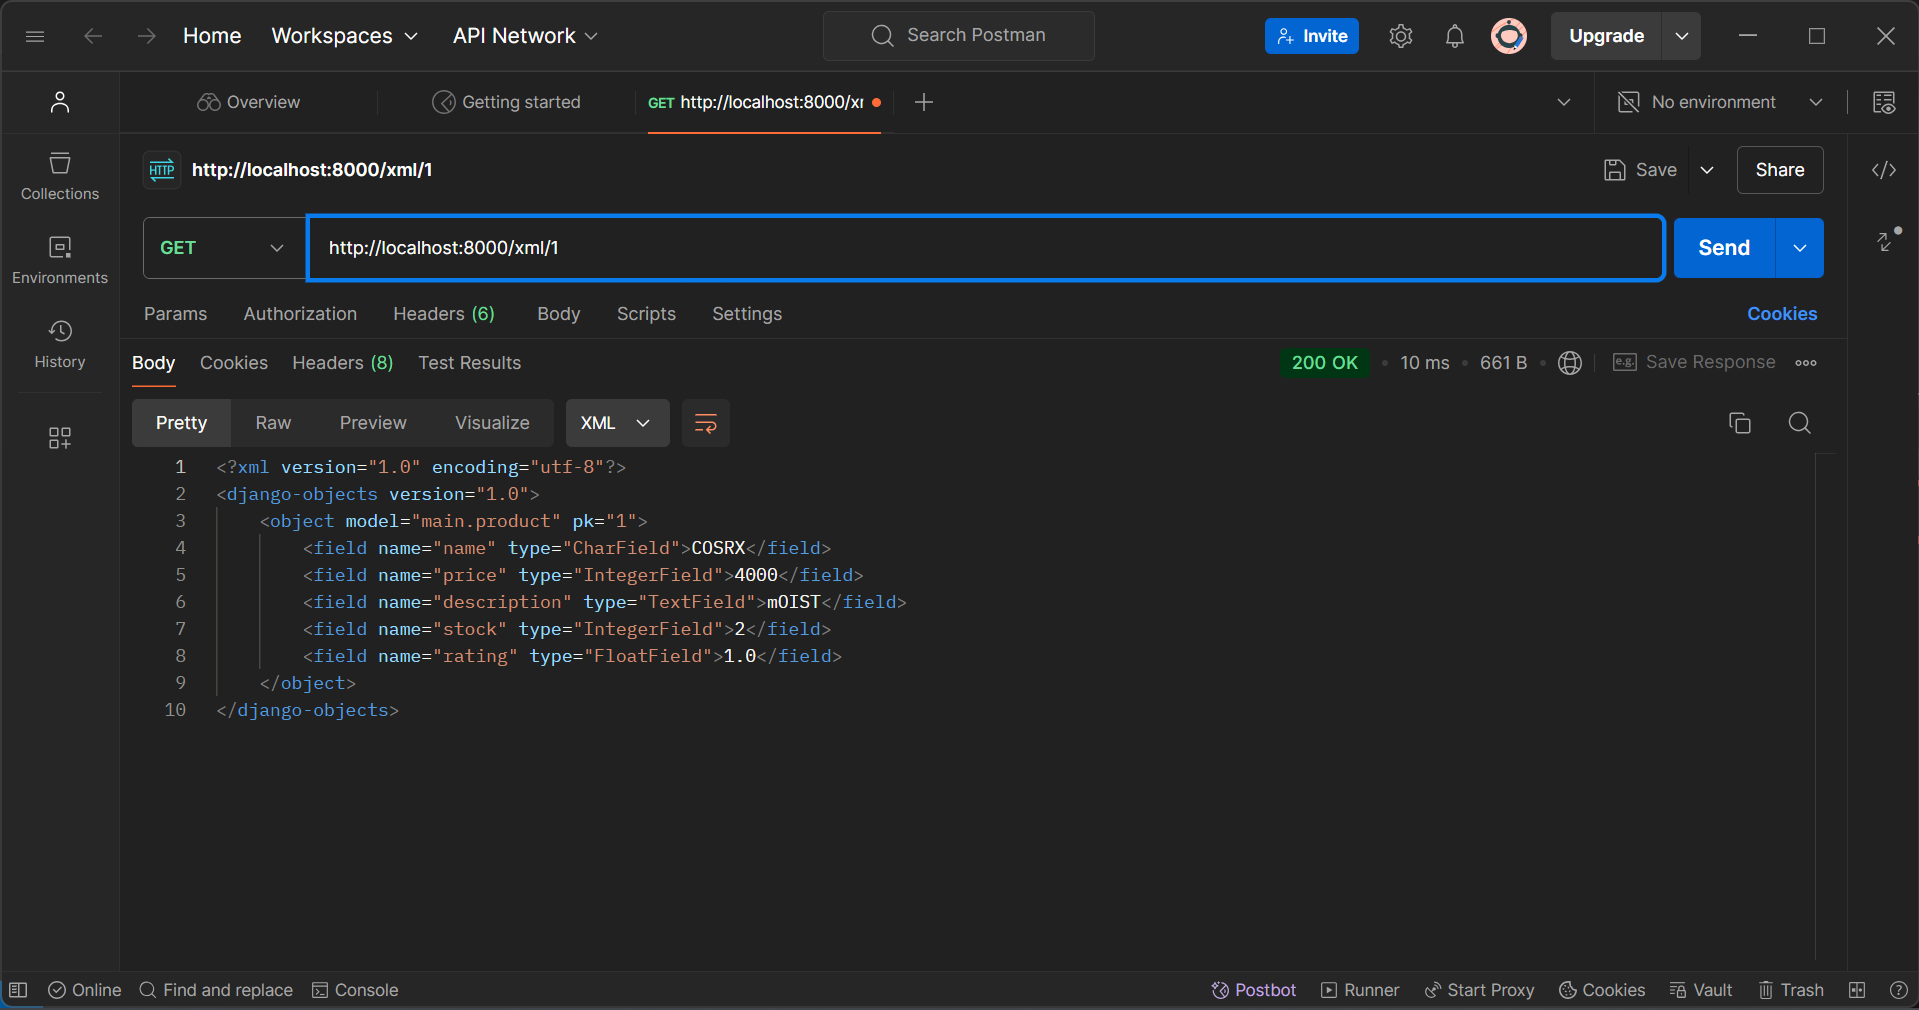 Home Workspaces API Network Search Postman Invite Upgrade
Overview Getting started GET http://localhost:8000/xr No environment
HTTP http://localhost:8000/xml/1 Save Share
Collections
GET http://localhost:8000/xml/1 Send
Environments
Params Authorization Headers (6) Body Scripts Settings Cookies
History
Body Cookies Headers (8) Test Results 200 OK 10 ms 661 B e.g. Save Response
Pretty Raw Preview Visualize XML
1 <?xml version="1.0" encoding="utf-8"?>
2 <django-objects version="1.0">
3 <object model="main.product" pk="1">
4 <field name="name" type="CharField">COSRX</field>
5 <field name="price" type="IntegerField">4000</field>
6 <field name="description" type="TextField">mOIST</field>
7 <field name="stock" type="IntegerField">2</field>
8 <field name="rating" type="FloatField">1.0</field>
9 </object>
10 </django-objects>
Online Find and replace Console Postbot Runner Start Proxy Cookies Vault Trash